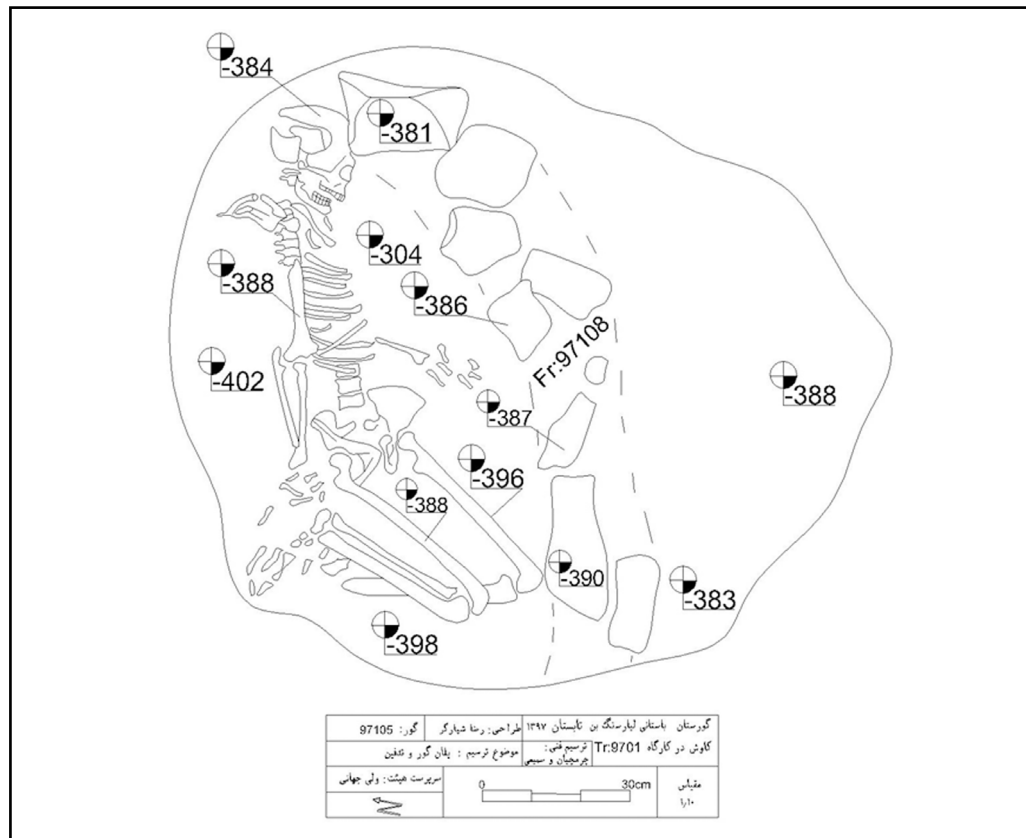 -384
-381
-304
-388
-386
Fr:97108
-402
-388
-387
-396
-388
-390
-383
-398
گورستان باستانی لیارسنگ بن تابستان ۱۳۹۷
طراحی: رضا شیارگر
گور: 97105
کاوش در کارگاه Tr:9701
ترسیم فنی:
چرمچیان و سمیعی
موضوع ترسیم : پلان گور و تدفین
سرپرست هیئت: ولی جهانی
0 30cm
مقیاس
۱٫۱۰